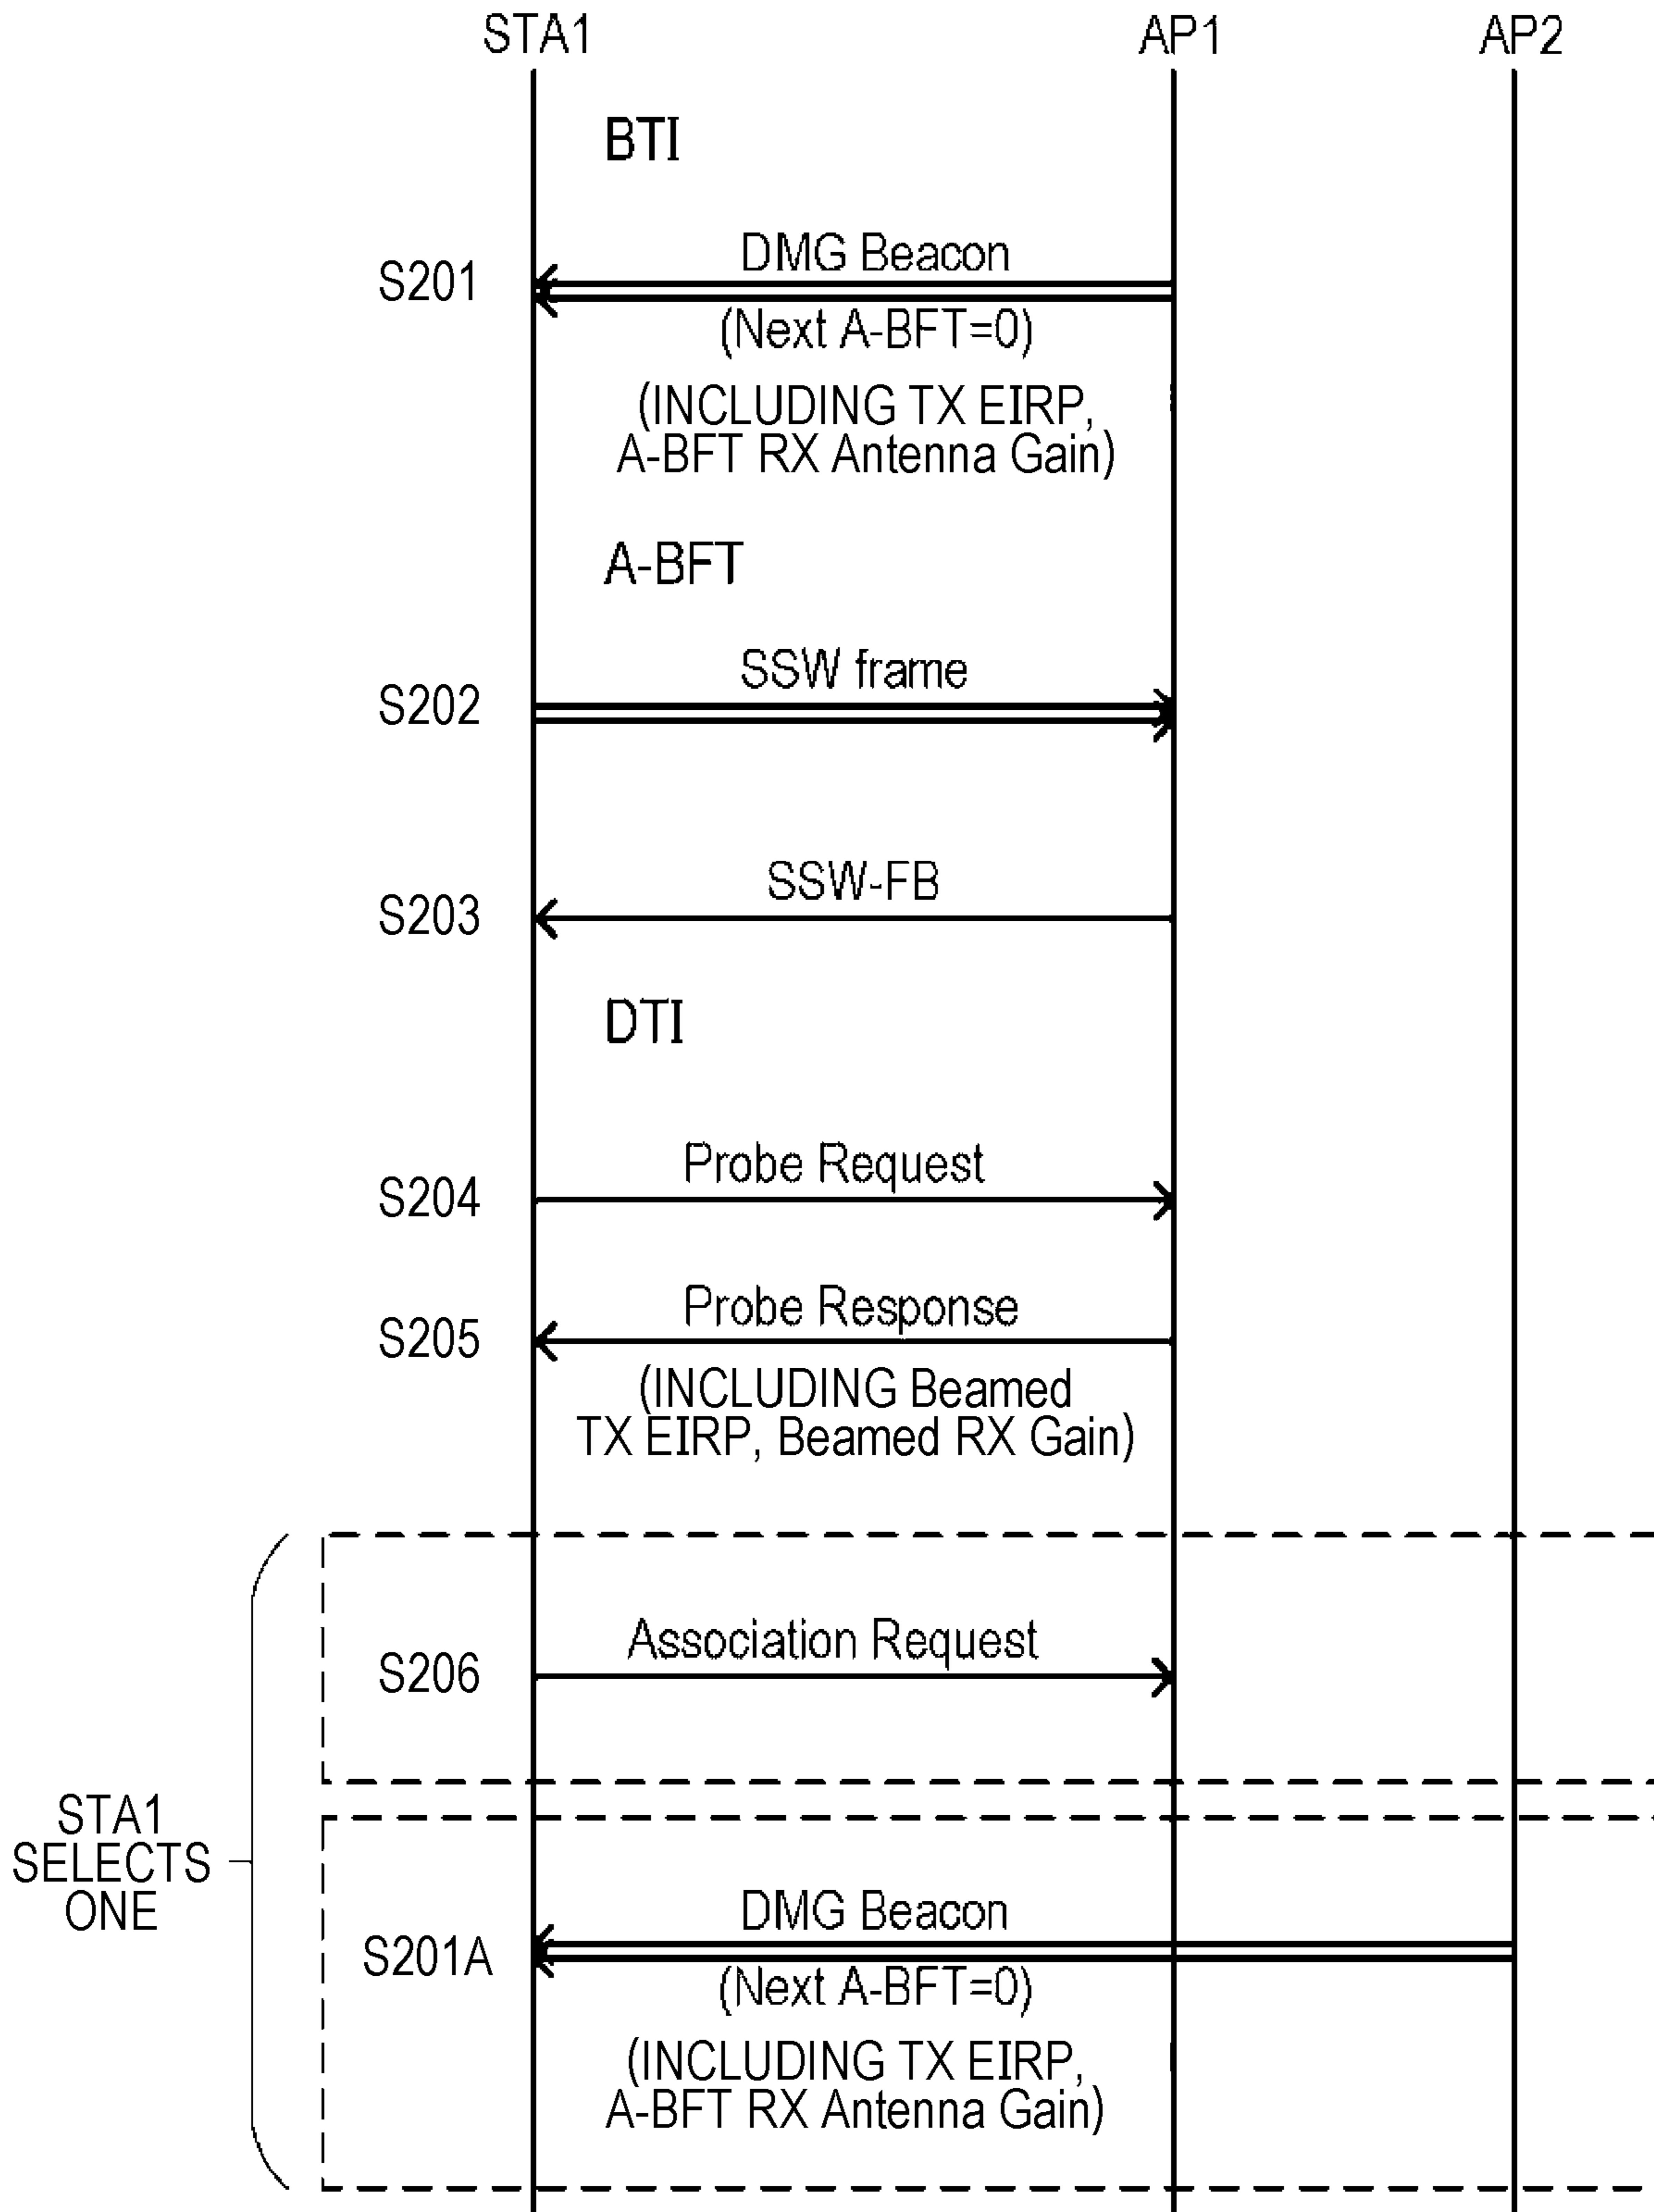 STA1 AP1 AP2
BTI
DMG Beacon
S201
(Next A-BFT=0)
(INCLUDING TX EIRP,
A-BFT RX Antenna Gain)
A-BFT
SSW frame
S202
SSW-FB
S203
DTI
Probe Request
S204
Probe Response
S205
(INCLUDING Beamed
TX EIRP, Beamed RX Gain)
Association Request
S206
STA1
SELECTS
ONE
DMG Beacon
S201A
(Next A-BFT=0)
(INCLUDING TX EIRP,
A-BFT RX Antenna Gain)